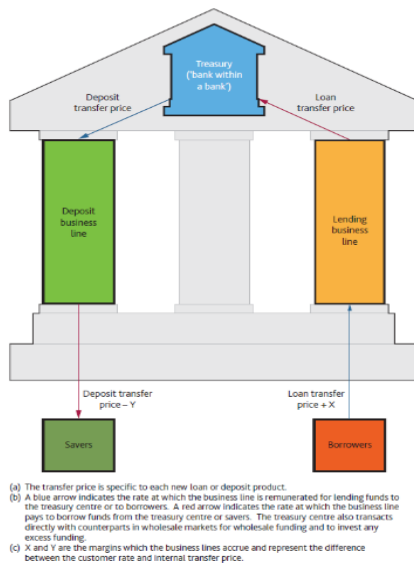 Treasury
('bank within
a bank')
Deposit
transfer price
Loan
transfer price
Deposit
business
line
Lending
business
line
Deposit transfer
price – Y
Loan transfer
price + X
Savers
Borrowers
(a) The transfer price is specific to each new loan or deposit product.
(b) A blue arrow indicates the rate at which the business line is remunerated for lending funds to
the treasury centre or to borrowers. A red arrow indicates the rate at which the business line
pays to borrow funds from the treasury centre or savers. The treasury centre also transacts
directly with counterparts in wholesale markets for wholesale funding and to invest any
excess funding.
(c) X and Y are the margins which the business lines accrue and represent the difference
between the customer rate and internal transfer price.